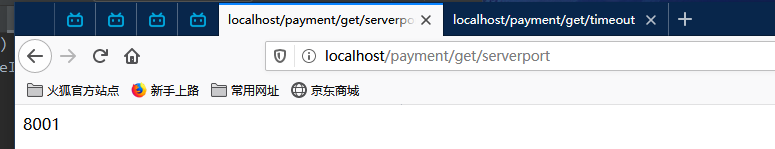 localhost/payment/get/serverpo
localhost/payment/get/timeout
localhost/payment/get/serverport
火狐官方站点 新手上路 常用网址 京东商城
8001